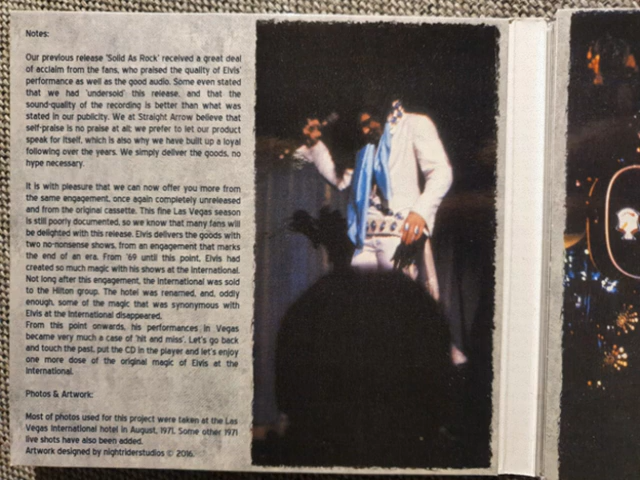 Notes:
Our previous release 'Solid As Rock' received a great deal
of acclaim from the fans, who praised the quality of Elvis'
performance as well as the good audio. Some even stated
that we had 'undersold' this release, and that the
sound-quality of the recording is better than what was
stated in our publicity. We at Straight Arrow believe that
self-praise is no praise at all; we prefer to let our product
speak for itself, which is also why we have built up a loyal
following over the years. We simply deliver the goods, no
hype necessary.
It is with pleasure that we can now offer you more from
the same engagement, once again completely unreleased
and from the original cassette. This fine Las Vegas season
is still poorly documented, so we know that many fans will
be delighted with this release. Elvis delivers the goods with
two no-nonsense shows, from an engagement that marks
the end of an era. From '69 until this point, Elvis had
created so much magic with his shows at the International.
Not long after this engagement, the International was sold
to the Hilton group. The hotel was renamed, and, oddly
enough, some of the magic that was synonymous with
Elvis at the International disappeared.
From this point onwards, his performances in Vegas
became very much a case of 'hit and miss'. Let's go back
and touch the past, put the CD in the player and let's enjoy
one more dose of the original magic of Elvis at the
International.
Photos & Artwork:
Most of photos used for this project were taken at the Las
Vegas International hotel in August, 1971. Some other 1971
live shots have also been added.
Artwork designed by nightriderstudios © 2016.